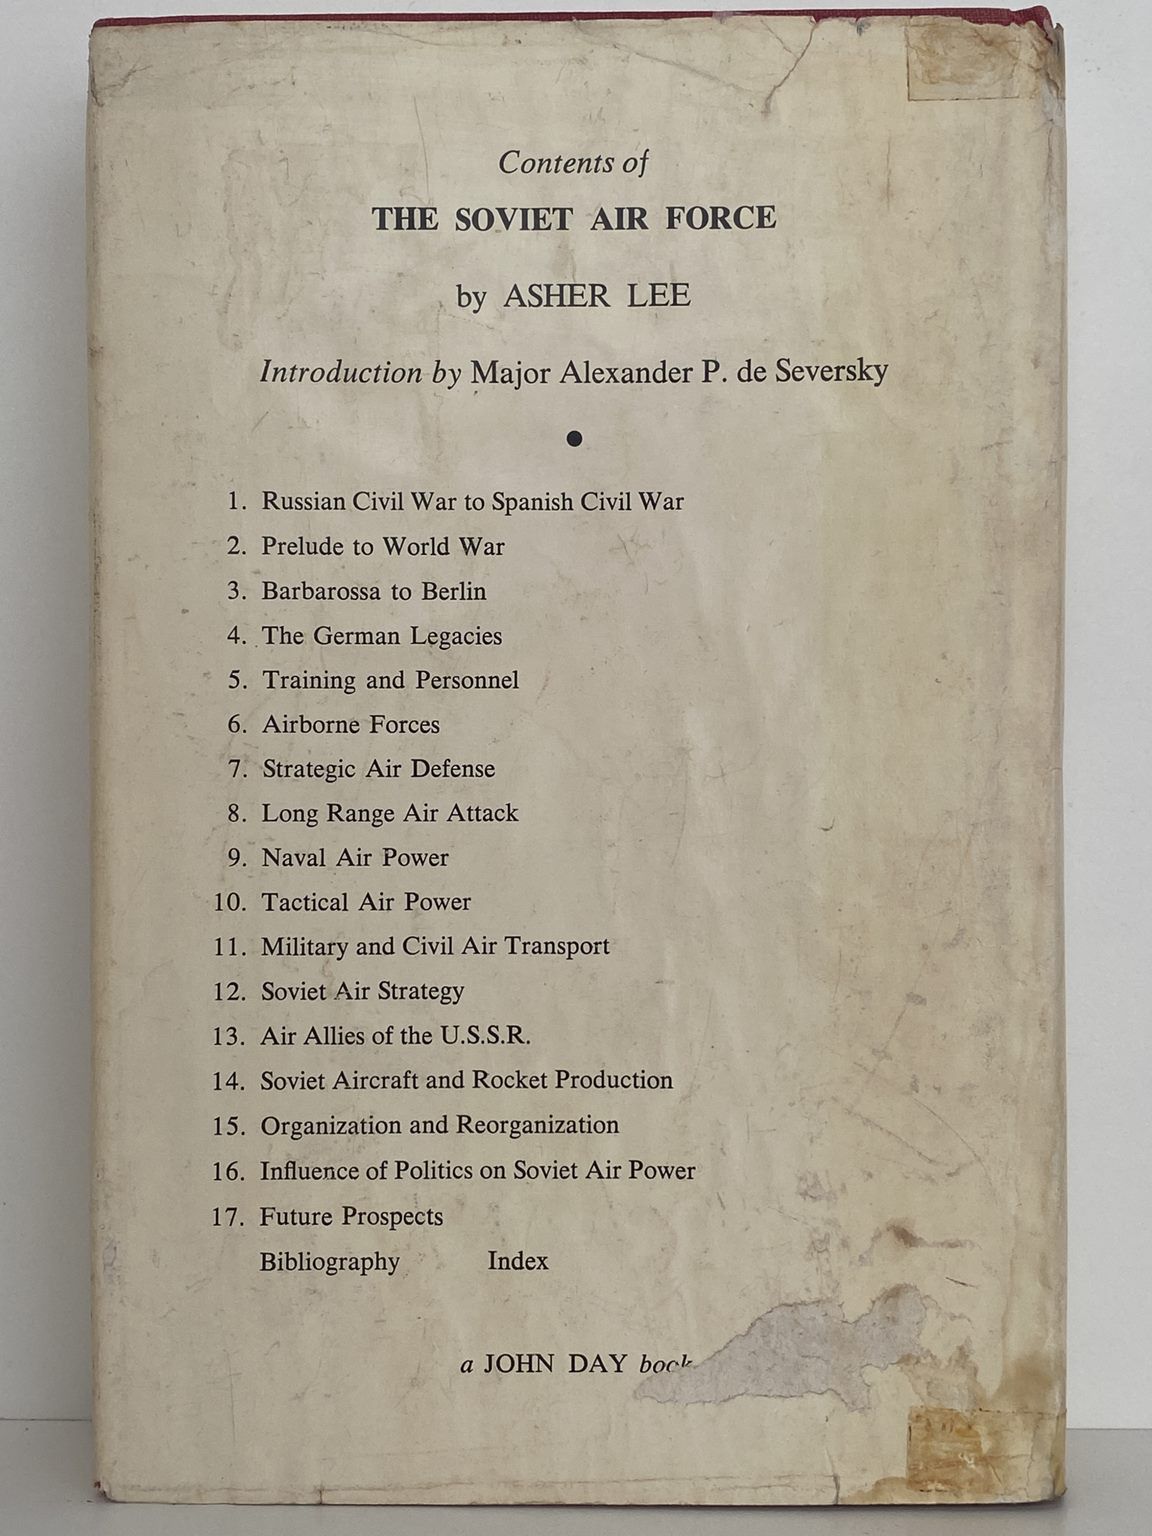 Contents of
THE SOVIET AIR FORCE
by ASHER LEE
Introduction by Major Alexander P. de Seversky
●
1. Russian Civil War to Spanish Civil War
2. Prelude to World War
3. Barbarossa to Berlin
4. The German Legacies
5. Training and Personnel
6. Airborne Forces
7. Strategic Air Defense
8. Long Range Air Attack
9. Naval Air Power
10. Tactical Air Power
11. Military and Civil Air Transport
12. Soviet Air Strategy
13. Air Allies of the U.S.S.R.
14. Soviet Aircraft and Rocket Production
15. Organization and Reorganization
16. Influence of Politics on Soviet Air Power
17. Future Prospects
Bibliography Index
a JOHN DAY book